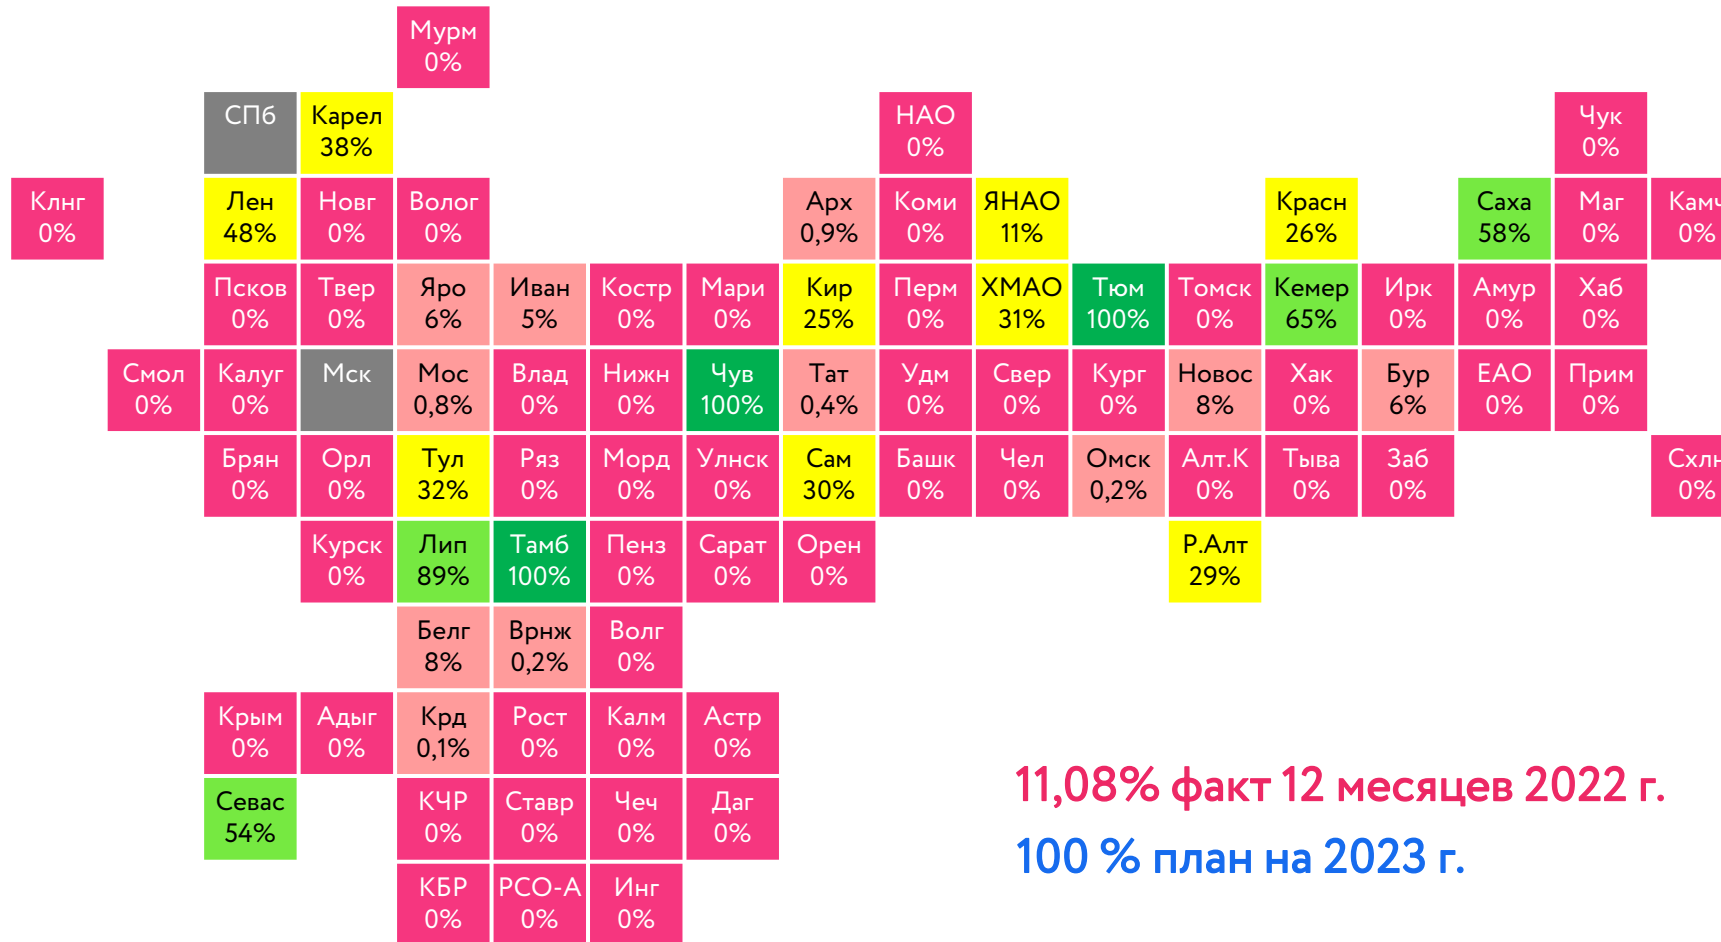 Мурм
0%
СПб
Карел
38%
НАО
0%
Чук
0%
Клнг
0%
Лен
48%
Новг
0%
Волог
0%
Арх
0,9%
Коми
0%
ЯНАО
11%
Красн
26%
Саха
58%
Маг
0%
Камч
0%
Псков
0%
Твер
0%
Яро
6%
Иван
5%
Костр
0%
Мари
0%
Кир
25%
Перм
0%
ХМАО
31%
Тюм
100%
Томск
0%
Кемер
65%
Ирк
0%
Амур
0%
Хаб
0%
Смол
0%
Калуг
0%
Мск
Мос
0,8%
Влад
0%
Нижн
0%
Чув
100%
Тат
0,4%
Удм
0%
Свер
0%
Кург
0%
Новос
8%
Хак
0%
Бур
6%
ЕАО
0%
Прим
0%
Брян
0%
Орл
0%
Тул
32%
Ряз
0%
Морд
0%
Улнск
0%
Сам
30%
Башк
0%
Чел
0%
Омск
0,2%
Алт.К
0%
Тыва
0%
Заб
0%
Схлн
0%
Курск
0%
Лип
89%
Тамб
100%
Пенз
0%
Сарат
0%
Орен
0%
Р.Алт
29%
Белг
8%
Врнж
0,2%
Волг
0%
Крым
0%
Адыг
0%
Крд
0,1%
Рост
0%
Калм
0%
Астр
0%
Севас
54%
КЧР
0%
Ставр
0%
Чеч
0%
Даг
0%
КБР
0%
РСО-А
0%
Инг
0%
11,08% факт 12 месяцев 2022 г.
100 % план на 2023 г.